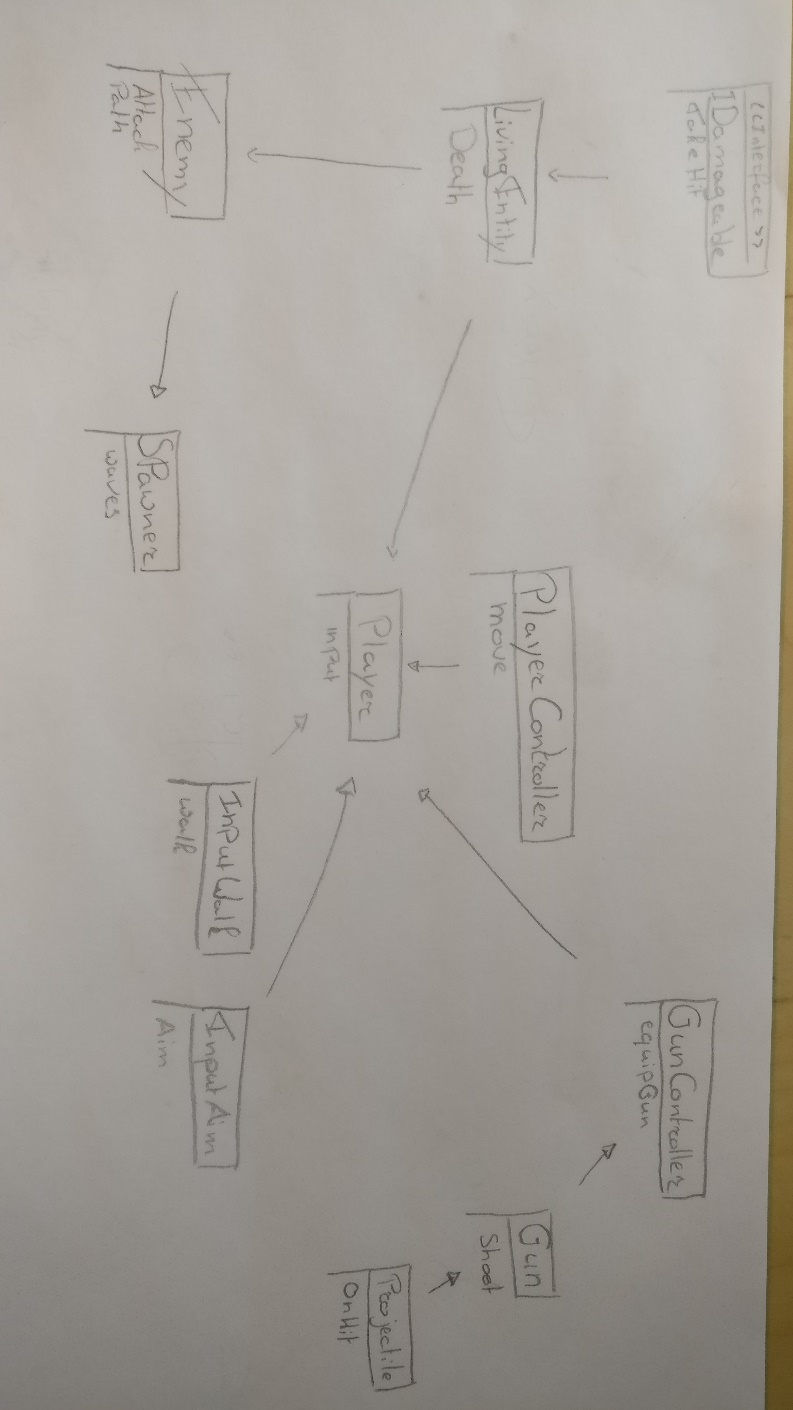 <<Interface>>
IDamageable
TakeHit
LivingEntity
Death
Enemy
Attack
Path
Spawner
waves
PlayerController
move
Player
input
InputWalk
walk
InputAim
Aim
GunController
equipGun
Gun
Shoot
Projectile
OnHit